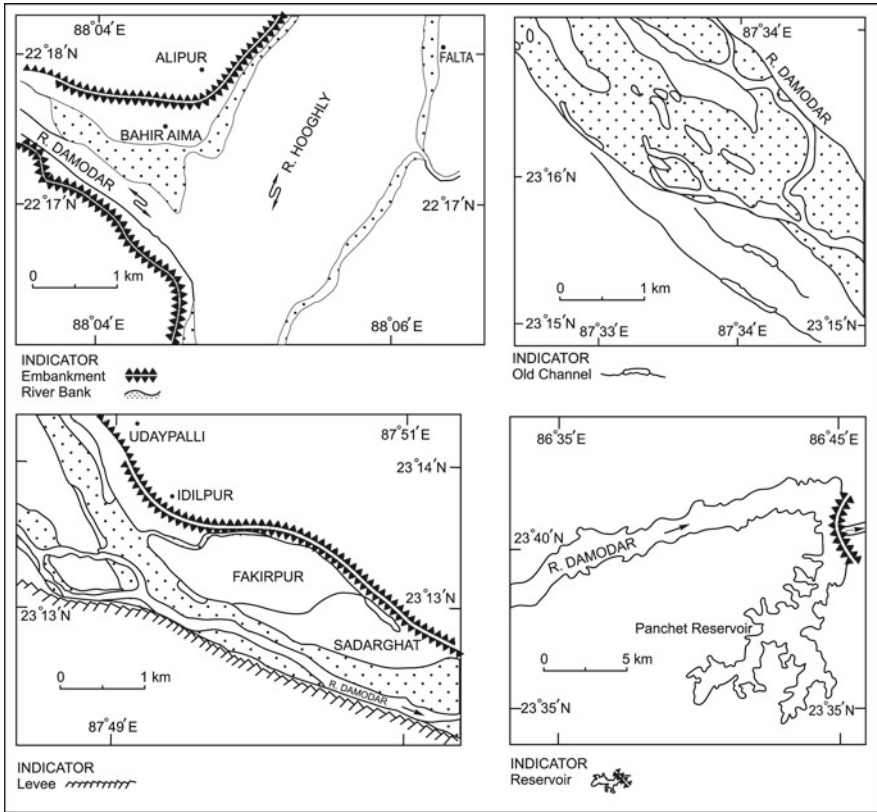 88°04′E
22°18′N
ALIPUR
FALTA
BAHIR AIMA
R. HOOGHLY
R. DAMODAR
22°17′N
22°17′N
0 1 km
88°04′E
88°06′E
INDICATOR
Embankment
River Bank
87°34′E
R. DAMODAR
23°16′N
0 1 km
23°15′N
23°15′N
87°33′E
87°34′E
INDICATOR
Old Channel
UDAYPALLI
87°51′E
23°14′N
IDILPUR
FAKIRPUR
23°13′N
23°13′N
SADARGHAT
0 1 km
R. DAMODAR
87°49′E
INDICATOR
Levee
86°35′E
86°45′E
23°40′N
R. DAMODAR
Panchet Reservoir
0 5 km
23°35′N
23°35′N
INDICATOR
Reservoir